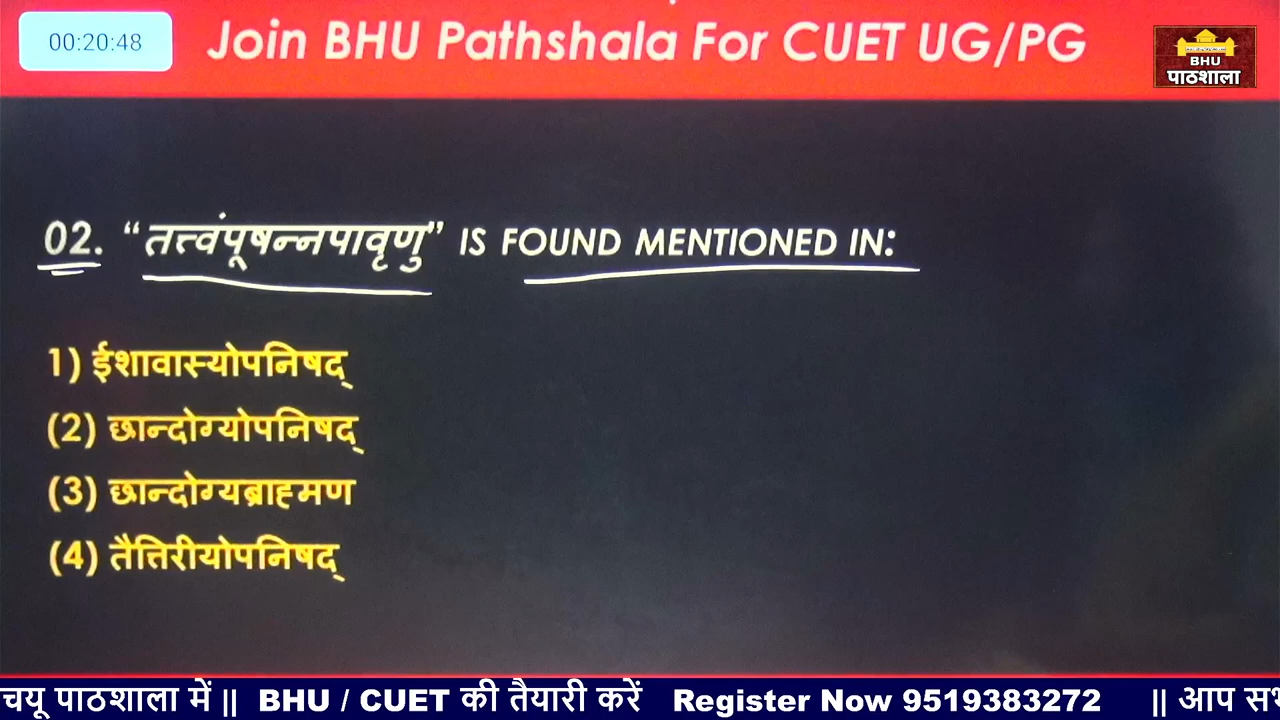 00:20:48
Join BHU Pathshala For CUET UG/PG
BHU
पाठशाला
02. “तत्त्वंपूषन्नपावृणु” IS FOUND MENTIONED IN:
1) ईशावास्योपनिषद्
(2) छान्दोग्योपनिषद्
(3) छान्दोग्यब्राह्मण
(4) तैत्तिरीयोपनिषद्
चयू पाठशाला में || BHU / CUET की तैयारी करें Register Now 9519383272 || आप सभ